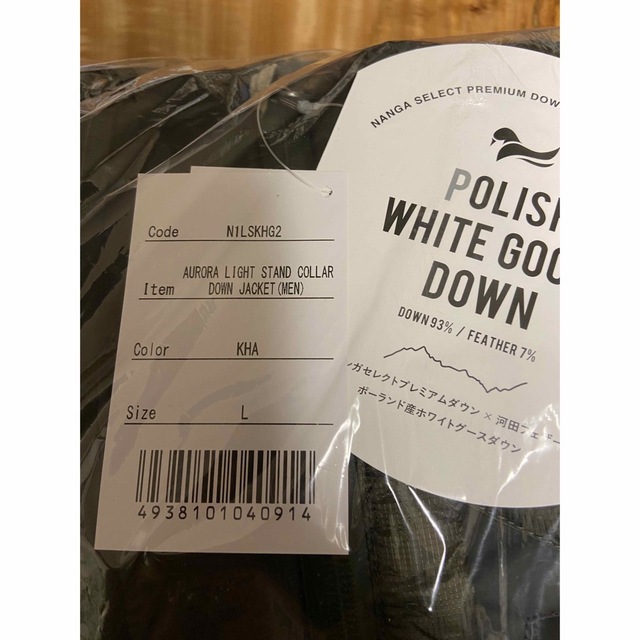 Code N1LSKHG2
Item AURORA LIGHT STAND COLLAR
DOWN JACKET(MEN)
Color KHA
Size L
4938101040914
NANGA SELECT PREMIUM DOW
POLISH
WHITE GOO
DOWN
DOWN 93% / FEATHER 7%
ンガセレクトプレミアムダウン × 河田フェザー
ポーランド産ホワイトグースダウン